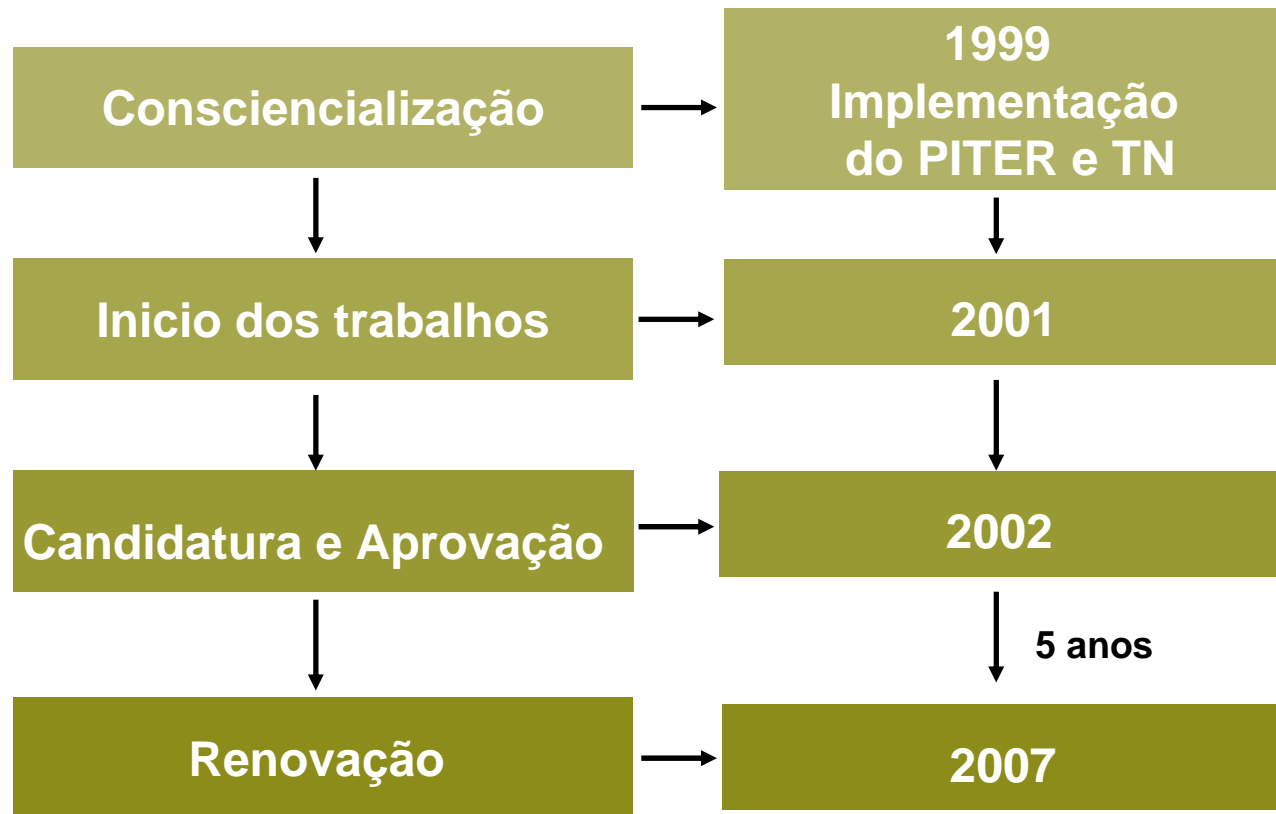 Consciencialização
1999
Implementação
do PITER e TN
Inicio dos trabalhos
2001
Candidatura e Aprovação
2002
5 anos
Renovação
2007